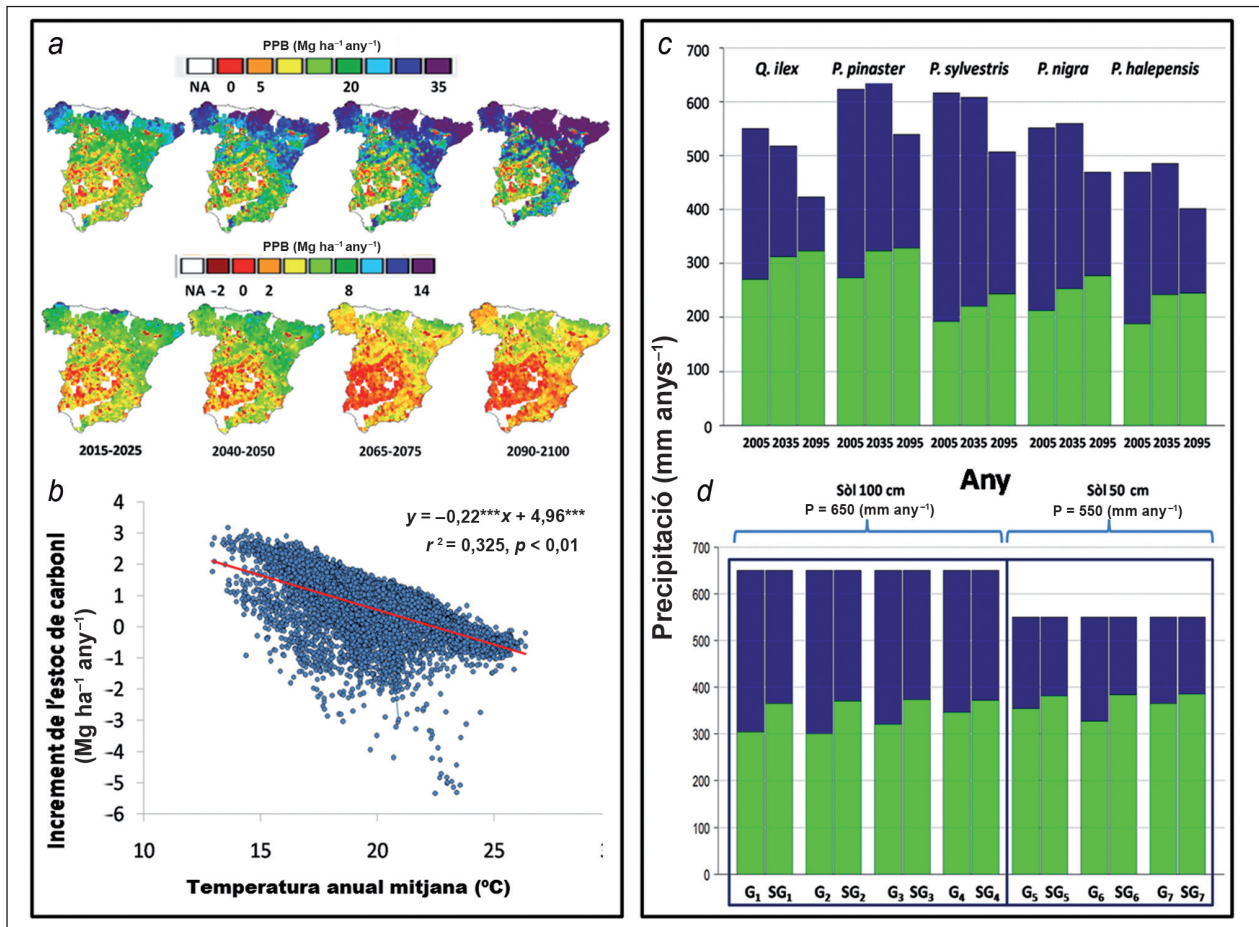 a
PPB (Mg ha⁻¹ any⁻¹)
NA 0 5 20 35
PPB (Mg ha⁻¹ any⁻¹)
NA -2 0 2 8 14
2015-2025 2040-2050 2065-2075 2090-2100
b
y = −0,22***x + 4,96***
r² = 0,325, p < 0,01
Increment de l'estoc de carbonI
(Mg ha⁻¹ any⁻¹)
4
3
2
1
0
−1
−2
−3
−4
−5
−6
10 15 20 25
Temperatura anual mitjana (ºC)
c
Precipitació (mm anys⁻¹)
700
600
500
400
300
200
100
0
Q. ilex P. pinaster P. sylvestris P. nigra P. halepensis
2005 2035 2095 2005 2035 2095 2005 2035 2095 2005 2035 2095 2005 2035 2095
Any
d
Sòl 100 cm Sòl 50 cm
P = 650 (mm any⁻¹) P = 550 (mm any⁻¹)
700
600
500
400
300
200
100
0
G₁ SG₁ G₂ SG₂ G₃ SG₃ G₄ SG₄ G₅ SG₅ G₆ SG₆ G₇ SG₇